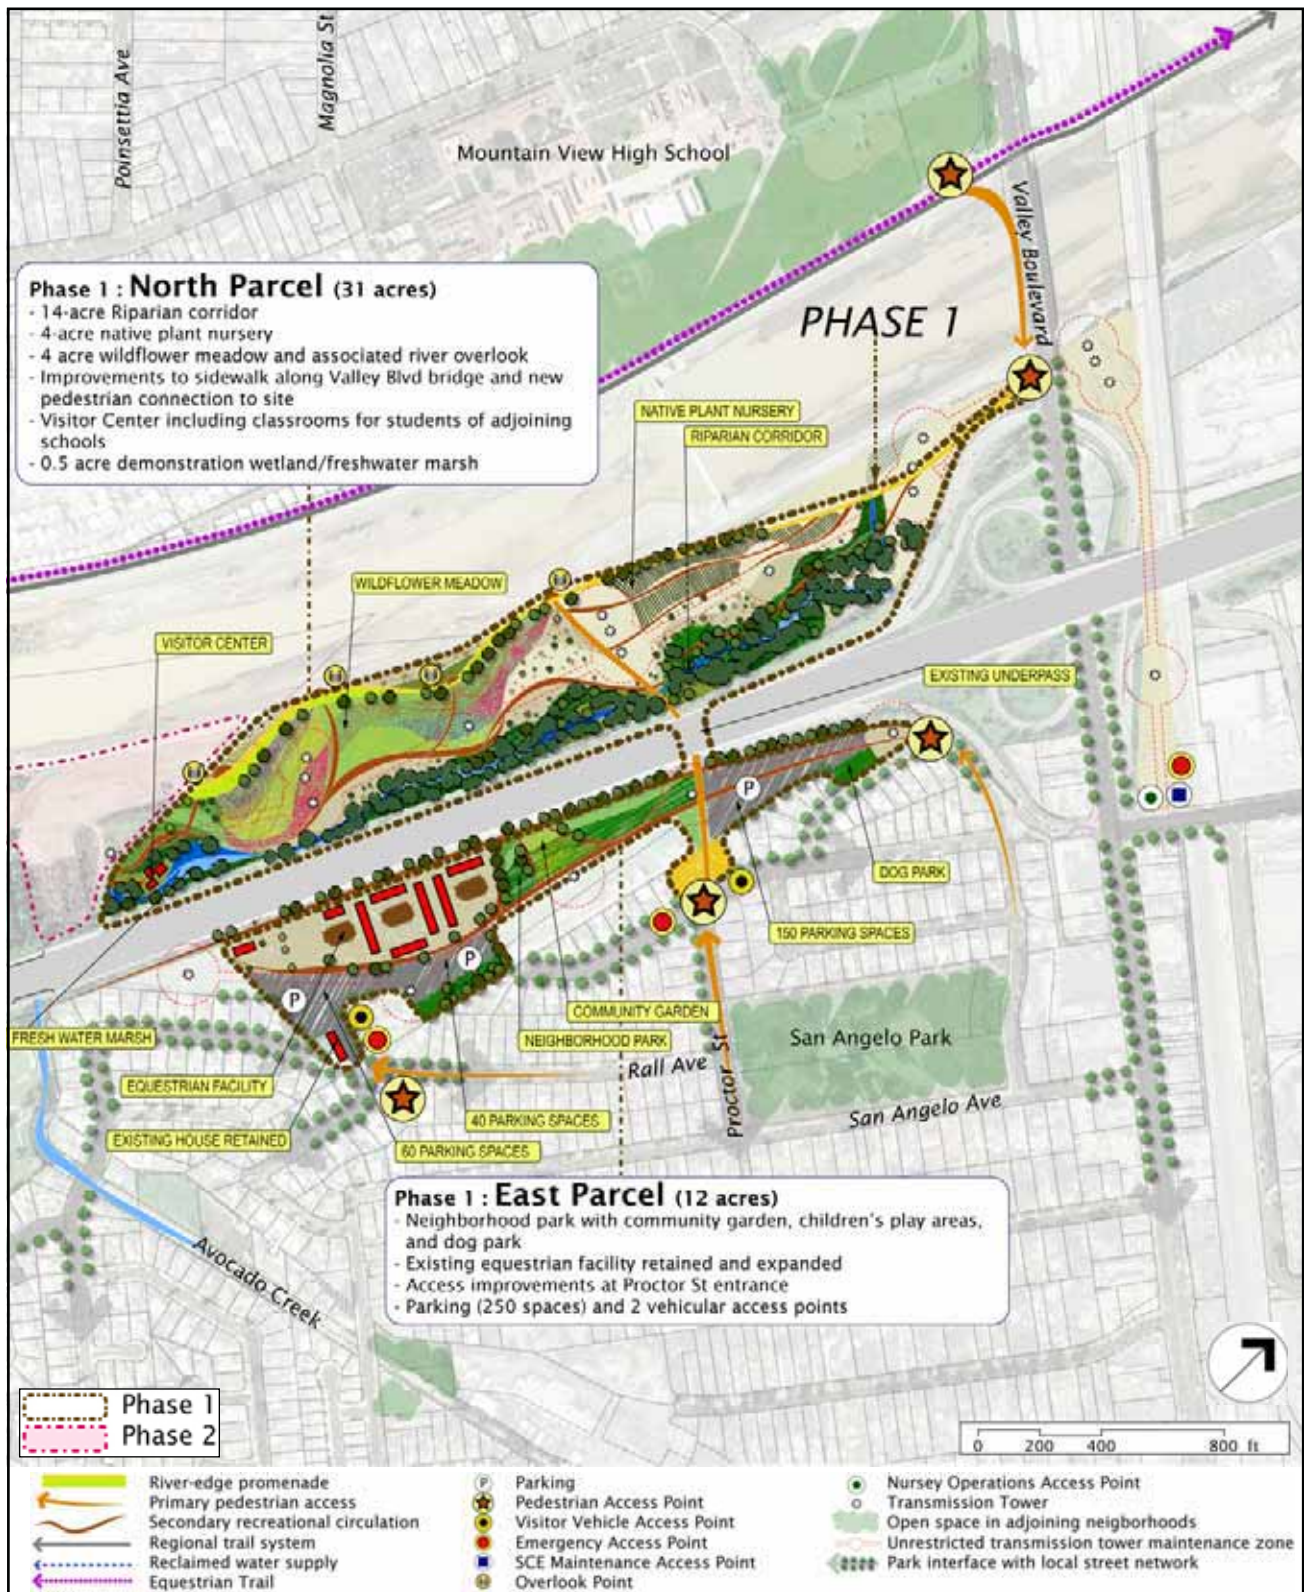 Poinsettia Ave
Magnolia St
Mountain View High School
Valley Boulevard
Phase 1 : North Parcel (31 acres)
- 14-acre Riparian corridor
- 4-acre native plant nursery
- 4 acre wildflower meadow and associated river overlook
- Improvements to sidewalk along Valley Blvd bridge and new
pedestrian connection to site
- Visitor Center including classrooms for students of adjoining
schools
- 0.5 acre demonstration wetland/freshwater marsh
PHASE 1
NATIVE PLANT NURSERY
RIPARIAN CORRIDOR
WILDFLOWER MEADOW
VISITOR CENTER
EXISTING UNDERPASS
P
DOG PARK
150 PARKING SPACES
P
P
COMMUNITY GARDEN
FRESH WATER MARSH
NEIGHBORHOOD PARK
San Angelo Park
Rall Ave
Proctor St
EQUESTRIAN FACILITY
San Angelo Ave
40 PARKING SPACES
EXISTING HOUSE RETAINED
60 PARKING SPACES
Phase 1 : East Parcel (12 acres)
- Neighborhood park with community garden, children's play areas,
and dog park
- Existing equestrian facility retained and expanded
- Access improvements at Proctor St entrance
- Parking (250 spaces) and 2 vehicular access points
Avocado Creek
Phase 1
Phase 2
0 200 400 800 ft
River-edge promenade
Primary pedestrian access
Secondary recreational circulation
Regional trail system
Reclaimed water supply
Equestrian Trail
P Parking
Pedestrian Access Point
Visitor Vehicle Access Point
Emergency Access Point
SCE Maintenance Access Point
Overlook Point
Nursey Operations Access Point
Transmission Tower
Open space in adjoining neigborhoods
Unrestricted transmission tower maintenance zone
Park interface with local street network